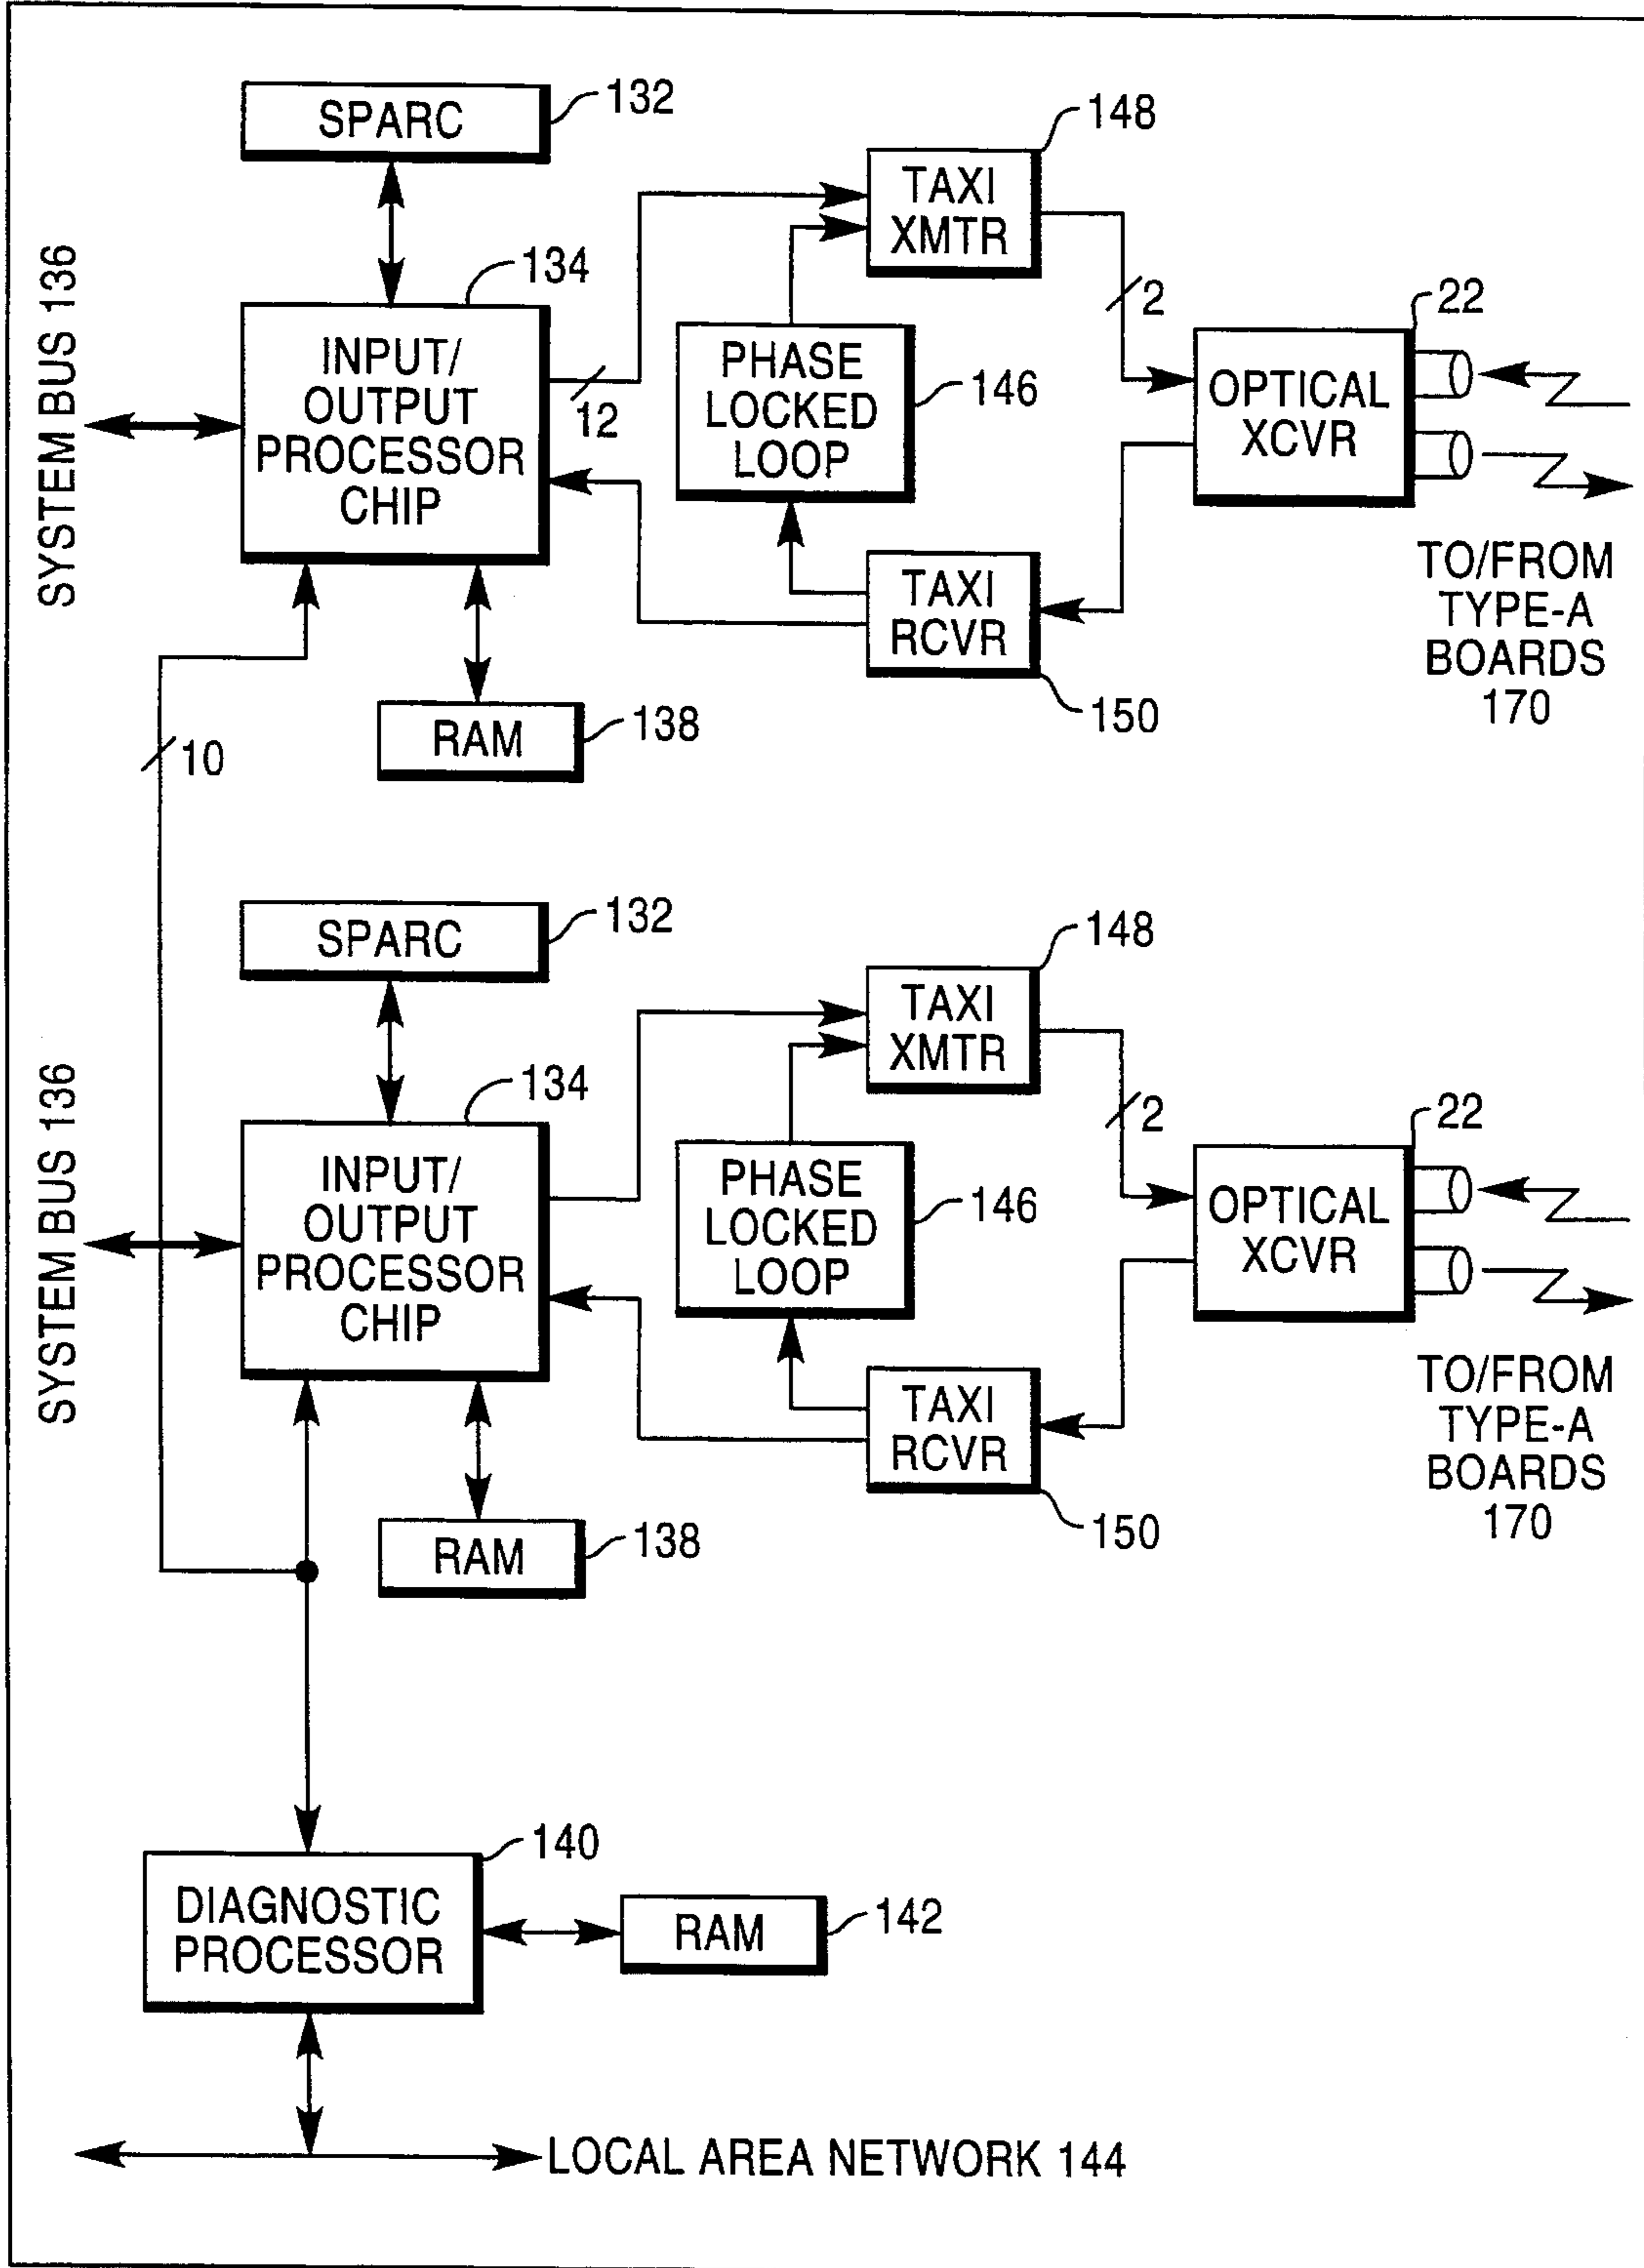 SPARC
132
148
TAXI
XMTR
SYSTEM BUS 136
134
2
22
INPUT/
OUTPUT
PROCESSOR
CHIP
12
PHASE
LOCKED
LOOP
146
OPTICAL
XCVR
TAXI
RCVR
150
TO/FROM
TYPE-A
BOARDS
170
RAM
138
10
SPARC
132
148
TAXI
XMTR
SYSTEM BUS 136
134
2
22
INPUT/
OUTPUT
PROCESSOR
CHIP
PHASE
LOCKED
LOOP
146
OPTICAL
XCVR
TAXI
RCVR
150
TO/FROM
TYPE-A
BOARDS
170
RAM
138
140
DIAGNOSTIC
PROCESSOR
RAM
142
LOCAL AREA NETWORK 144